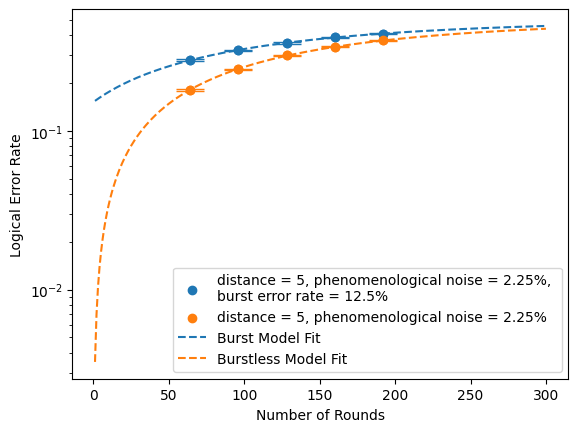 Logical Error Rate
10⁻¹
10⁻²
distance = 5, phenomenological noise = 2.25%,
burst error rate = 12.5%
distance = 5, phenomenological noise = 2.25%
Burst Model Fit
Burstless Model Fit
0 50 100 150 200 250 300
Number of Rounds